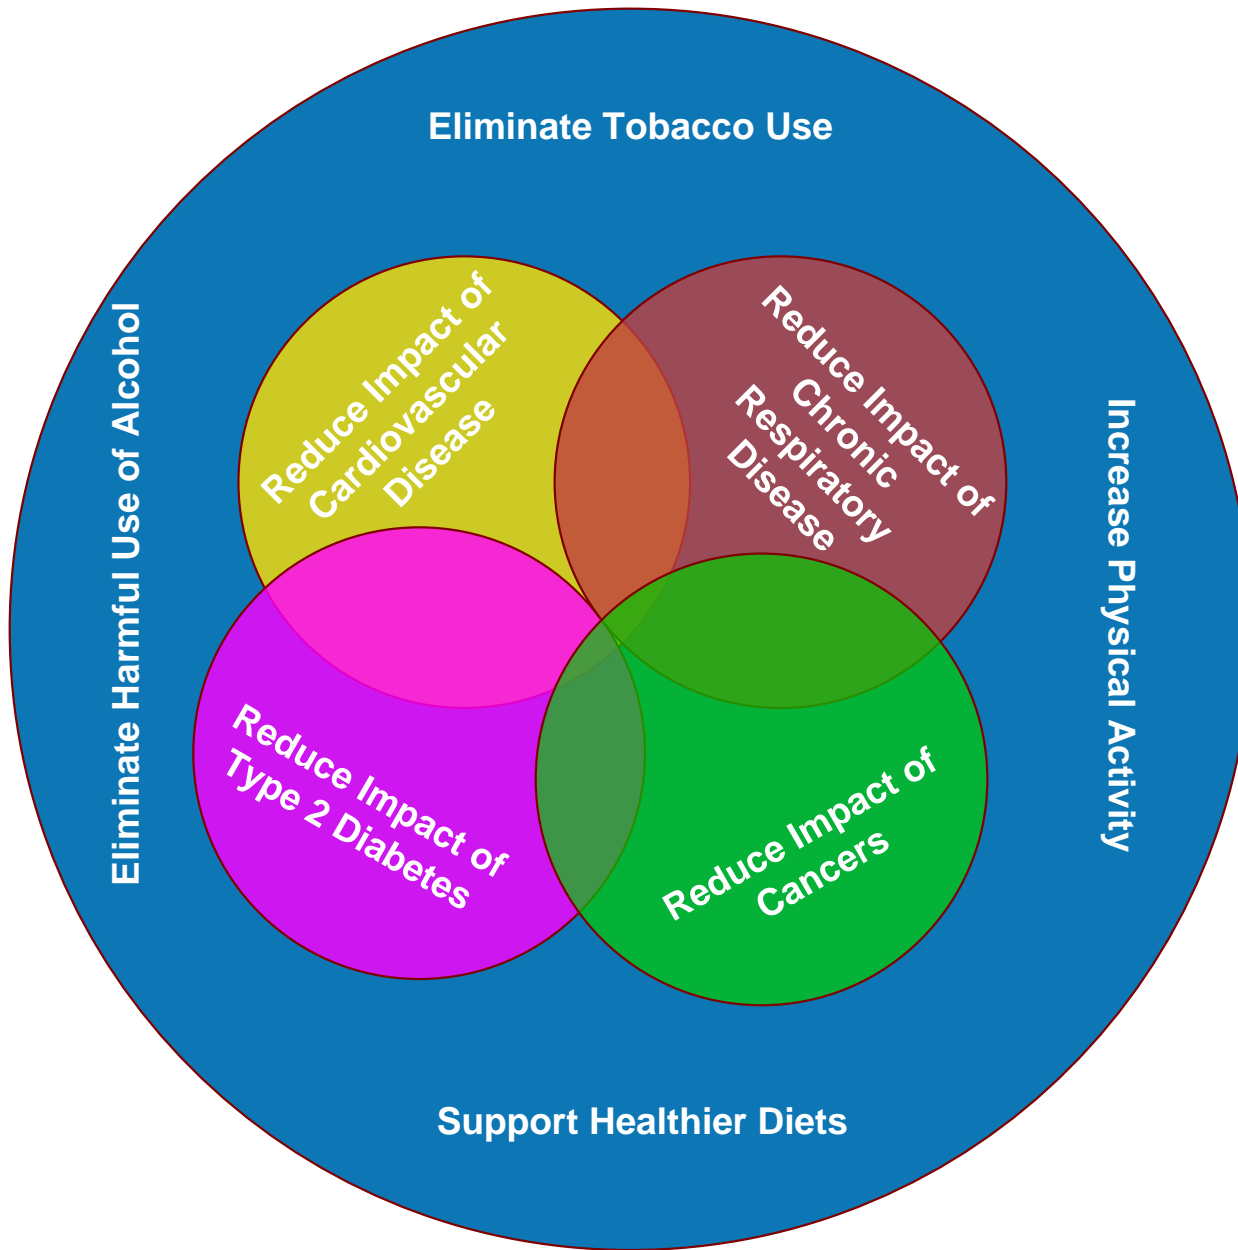 Eliminate Tobacco Use
Eliminate Harmful Use of Alcohol
Reduce Impact of
Cardiovascular
Disease
Reduce Impact of
Chronic
Respiratory
Disease
Increase Physical Activity
Reduce Impact of
Type 2 Diabetes
Reduce Impact of
Cancers
Support Healthier Diets